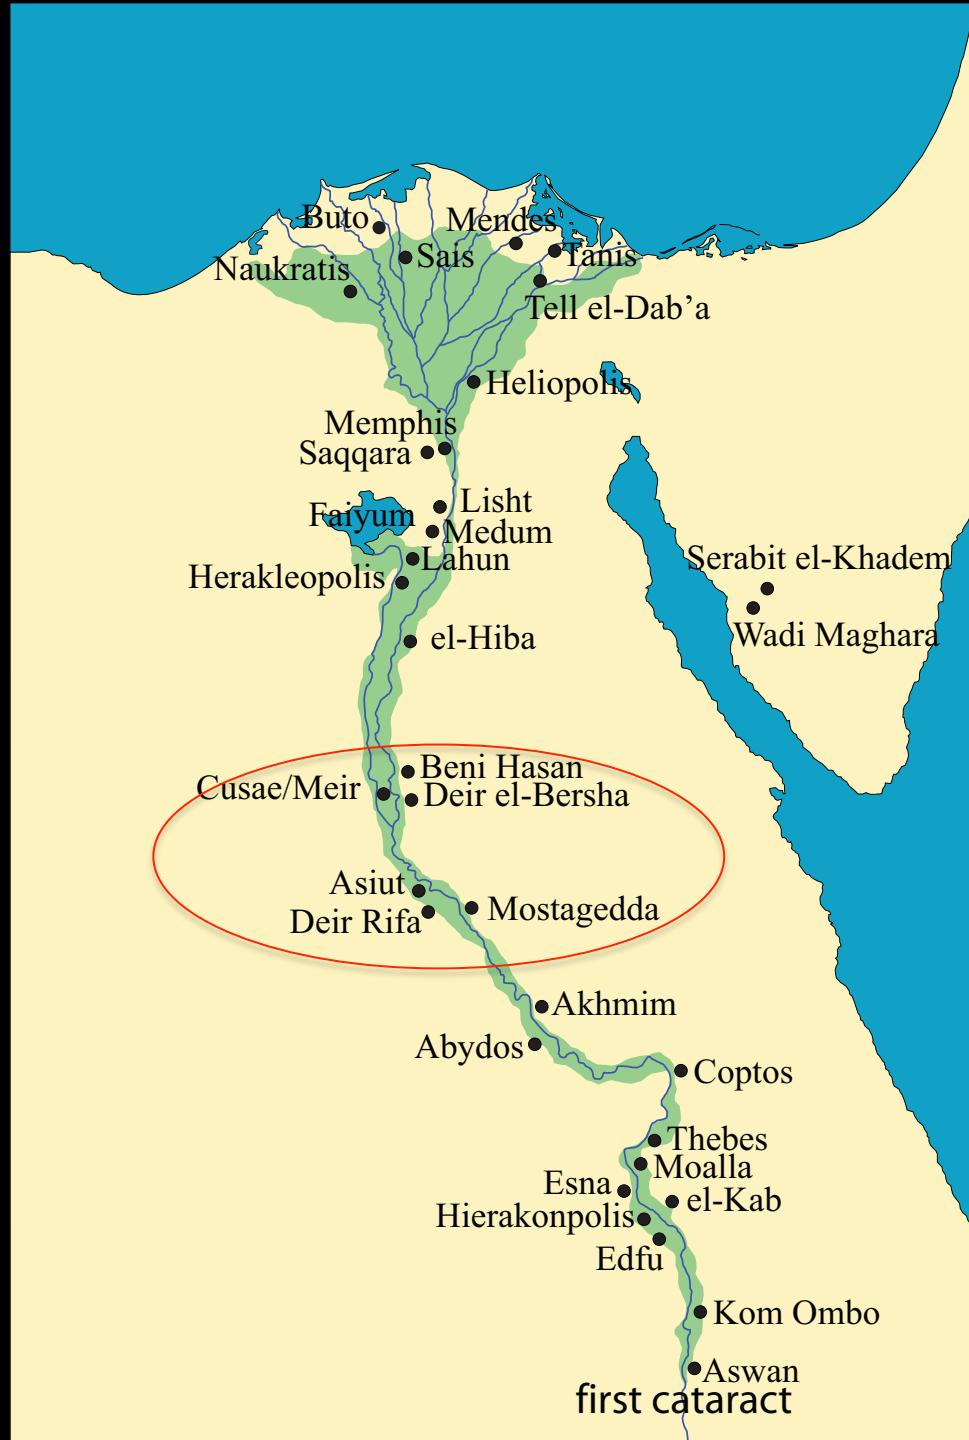 Buto
Mendes
Sais
Tanis
Naukratis
Tell el-Dab’a
Heliopolis
Memphis
Saqqara
Lisht
Faiyum
Medum
Lahun
Serabit el-Khadem
Herakleopolis
el-Hiba
Wadi Maghara
Beni Hasan
Cusae/Meir
Deir el-Bersha
Asiut
Mostagedda
Deir Rifa
Akhmim
Abydos
Coptos
Thebes
Moalla
Esna
el-Kab
Hierakonpolis
Edfu
Kom Ombo
Aswan
first cataract